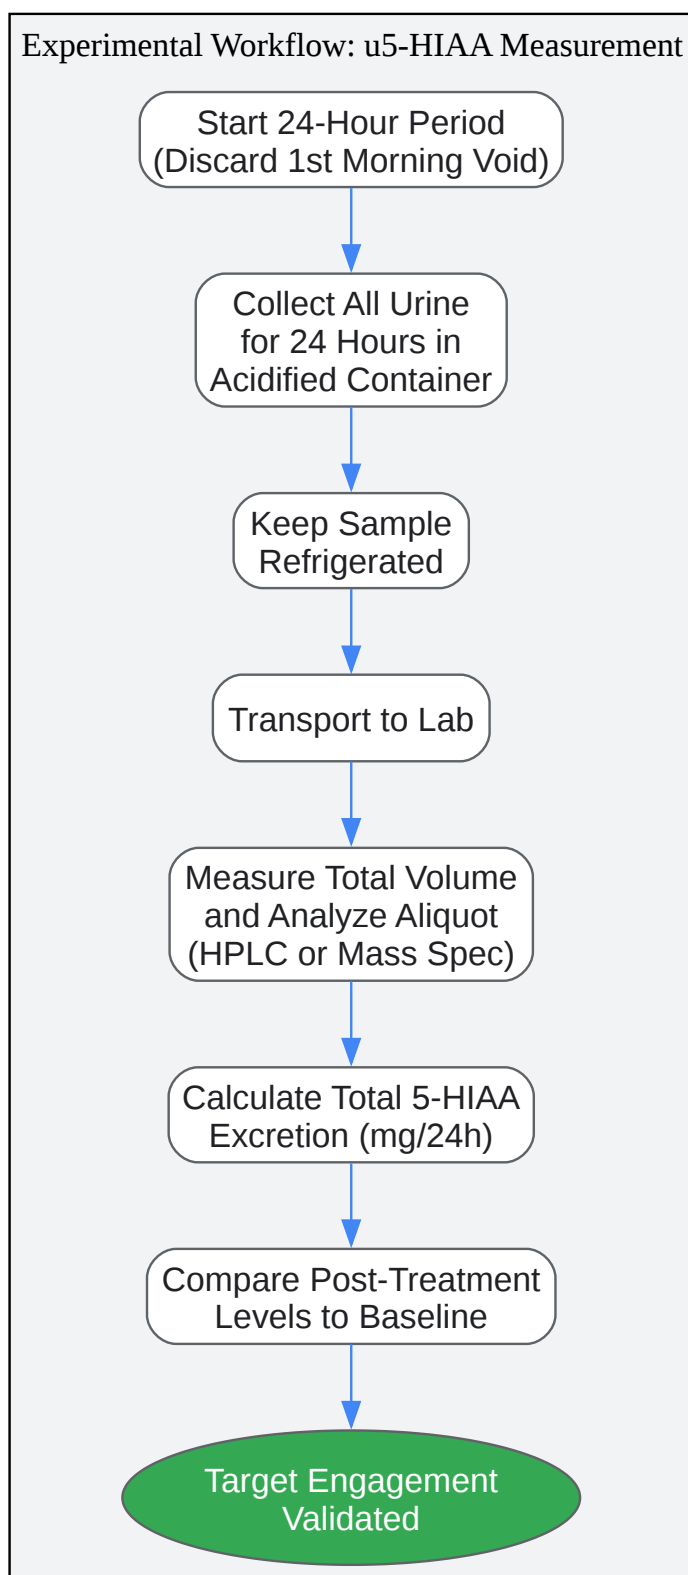 Experimental Workflow: u5-HIAA Measurement
Start 24-Hour Period
(Discard 1st Morning Void)
Collect All Urine
for 24 Hours in
Acidified Container
Keep Sample
Refrigerated
Transport to Lab
Measure Total Volume
and Analyze Aliquot
(HPLC or Mass Spec)
Calculate Total 5-HIAA
Excretion (mg/24h)
Compare Post-Treatment
Levels to Baseline
Target Engagement
Validated